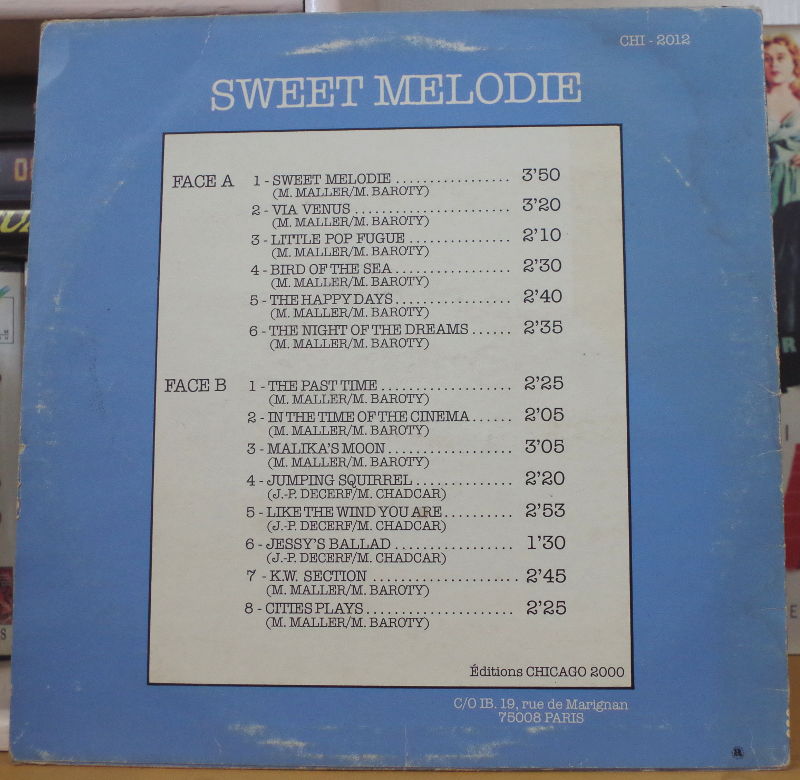 CHI - 2012
SWEET MELODIE
FACE A 1 - SWEET MELODIE ................. 3'50
(M. MALLER/M. BAROTY)
2 - VIA VENUS ....................... 3'20
(M. MALLER/M. BAROTY)
3 - LITTLE POP FUGUE ............... 2'10
(M. MALLER/M. BAROTY)
4 - BIRD OF THE SEA ................. 2'30
(M. MALLER/M. BAROTY)
5 - THE HAPPY DAYS ................. 2'40
(M. MALLER/M. BAROTY)
6 - THE NIGHT OF THE DREAMS ...... 2'35
(M. MALLER/M. BAROTY)
FACE B 1 - THE PAST TIME ................... 2'25
(M. MALLER/M. BAROTY)
2 - IN THE TIME OF THE CINEMA ...... 2'05
(M. MALLER/M. BAROTY)
3 - MALIKA'S MOON .................. 3'05
(M. MALLER/M. BAROTY)
4 - JUMPING SQUIRREL .............. 2'20
(J.-P. DECERF/M. CHADCAR)
5 - LIKE THE WIND YOU ARE .......... 2'53
(J.-P. DECERF/M. CHADCAR)
6 - JESSY'S BALLAD ................. 1'30
(J.-P. DECERF/M. CHADCAR)
7 - K.W. SECTION ..................... 2'45
(M. MALLER/M. BAROTY)
8 - CITIES PLAYS ...................... 2'25
(M. MALLER/M. BAROTY)
Éditions CHICAGO 2000
C/O IB. 19, rue de Marignan
75008 PARIS